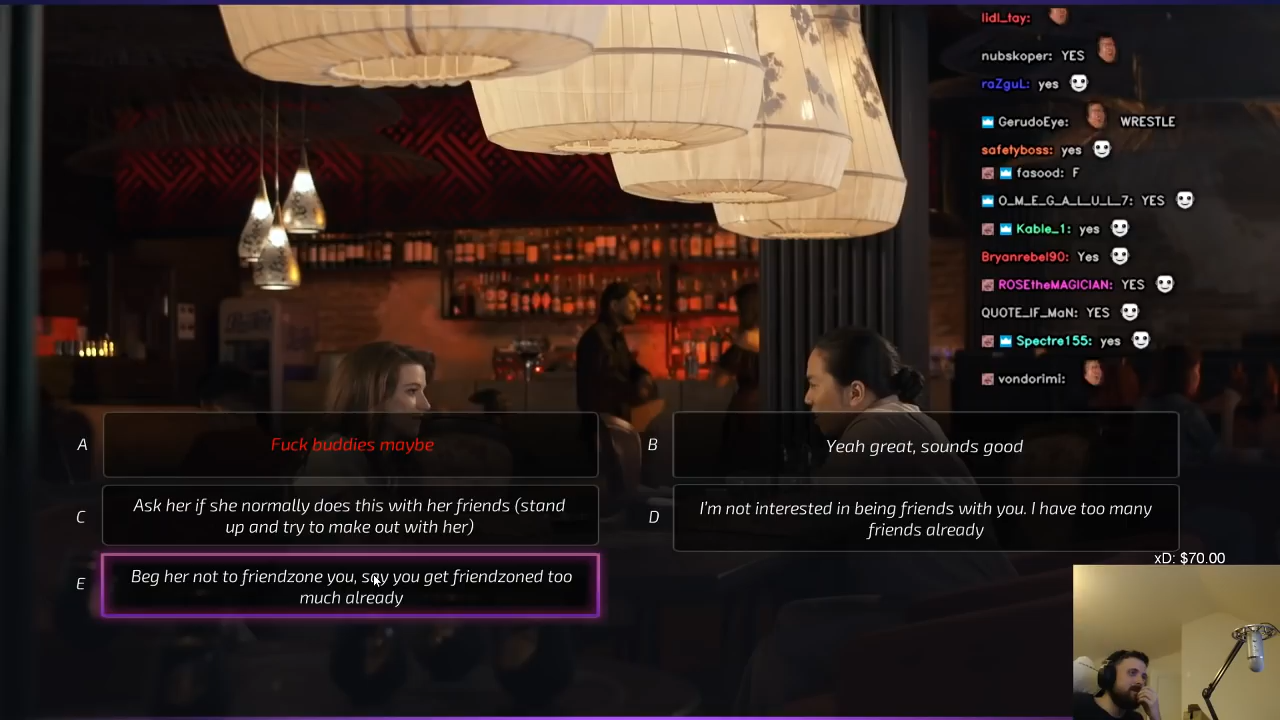 lidl_tay:
nubskoper: YES
raZguL: yes
GerudoEye: WRESTLE
safetyboss: yes
fasood: F
O_M_E_G_A_L_U_L_7: YES
Kable_1: yes
Bryanrebel90: Yes
ROSEtheMAGICIAN: YES
QUOTE_IF_MaN: YES
Spectre155: yes
vondorimi:
A
Fuck buddies maybe
B
Yeah great, sounds good
C
Ask her if she normally does this with her friends (stand
up and try to make out with her)
D
I'm not interested in being friends with you. I have too many
friends already
E
Beg her not to friendzone you, say you get friendzoned too
much already
xD: $70.00